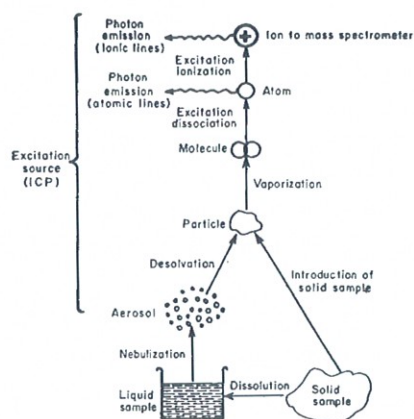 Photon
emission
(Ionic lines)
Ion to mass spectrometer
Excitation
ionization
Photon
emission
(atomic lines)
Atom
Excitation
dissociation
Molecule
Excitation
source
(ICP)
Vaporization
Particle
Desolvation
Introduction of
solid sample
Aerosol
Nebulization
Dissolution
Liquid
sample
Solid
sample